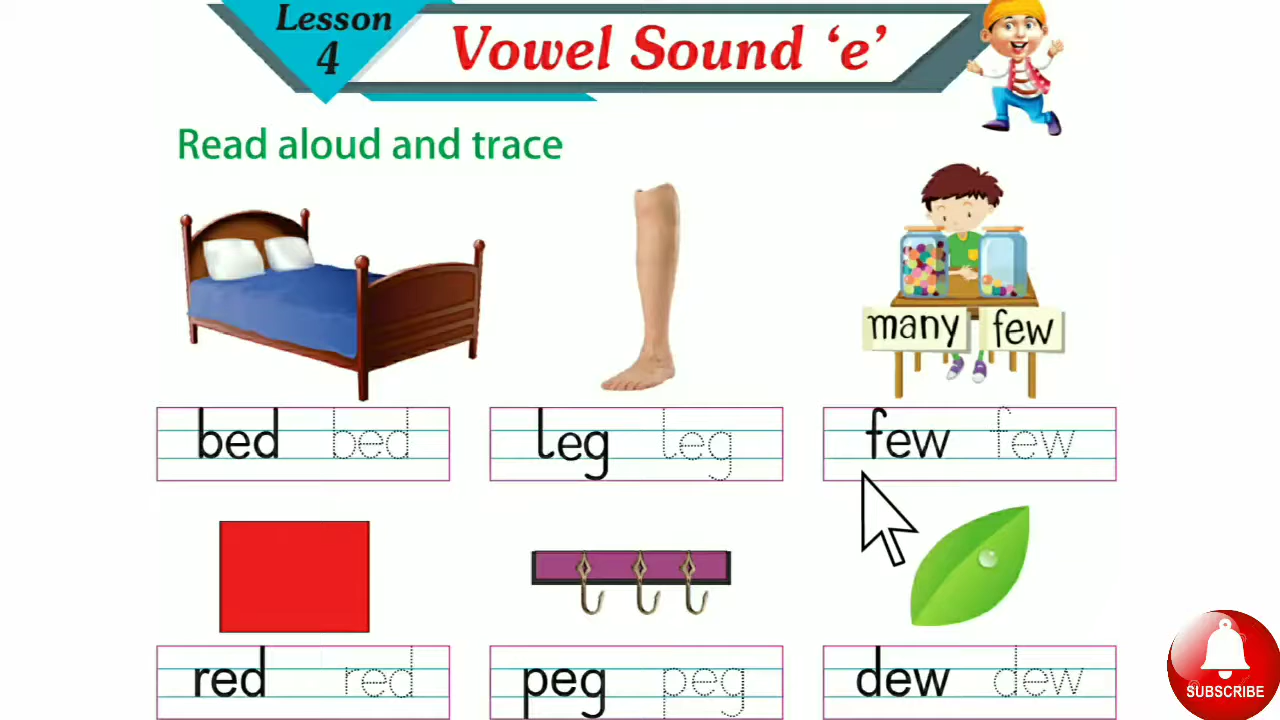 Lesson
4
Vowel Sound ‘e’
Read aloud and trace
many few
bed bed
leg leg
few few
red red
peg peg
dew dew
SUBSCRIBE